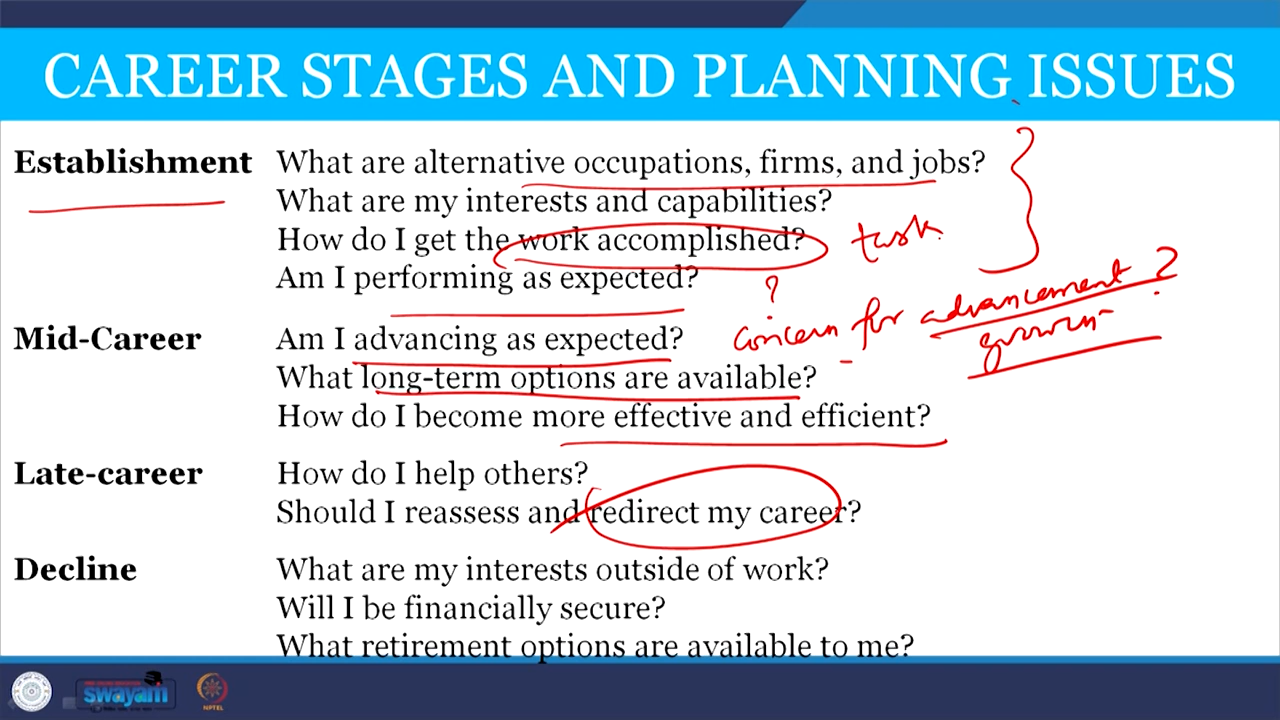 CAREER STAGES AND PLANNING ISSUES
Establishment What are alternative occupations, firms, and jobs?
What are my interests and capabilities?
How do I get the work accomplished? task
Am I performing as expected?
?
concern for advancement?
growth
Mid-Career Am I advancing as expected?
What long-term options are available?
How do I become more effective and efficient?
Late-career How do I help others?
Should I reassess and redirect my career?
Decline What are my interests outside of work?
Will I be financially secure?
What retirement options are available to me?
swayam
NPTEL